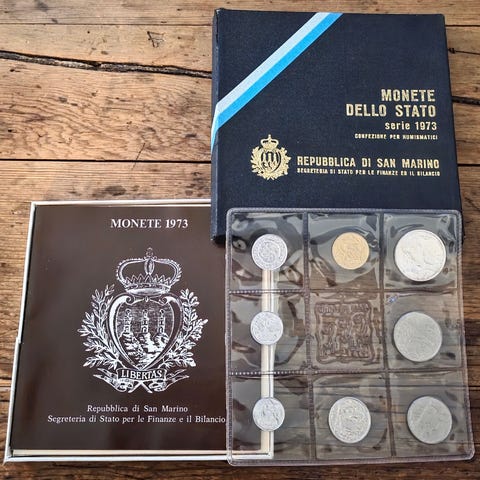 MONETE
DELLO STATO
serie 1973
CONFEZIONE PER NUMISMATICI
REPUBBLICA DI SAN MARINO
SEGRETERIA DI STATO PER LE FINANZE ED IL BILANCIO
MONETE 1973
LIBERTAS
Repubblica di San Marino
Segreteria di Stato per le Finanze e il Bilancio